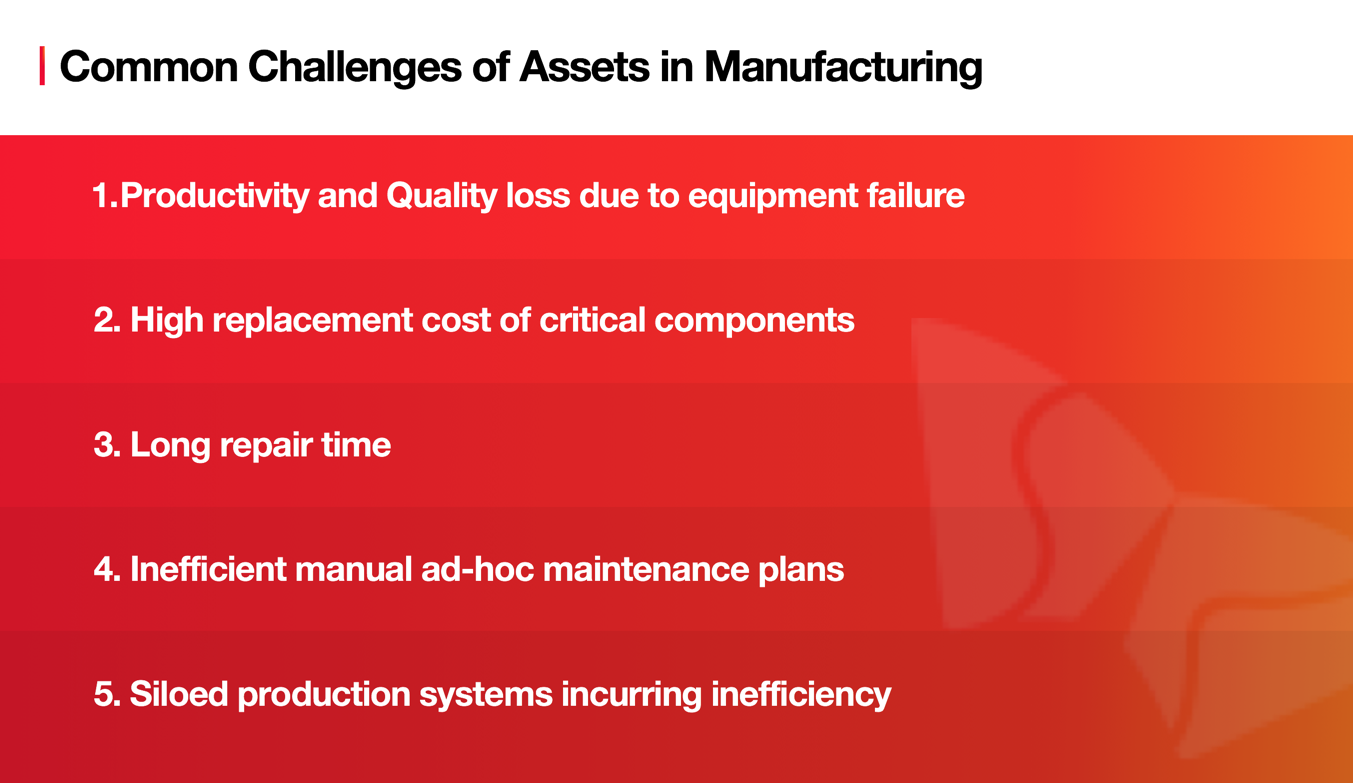 Common Challenges of Assets in Manufacturing
1.Productivity and Quality loss due to equipment failure
2. High replacement cost of critical components
3. Long repair time
4. Inefficient manual ad-hoc maintenance plans
5. Siloed production systems incurring inefficiency